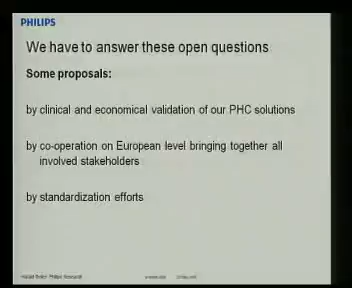 PHILIPS
We have to answer these open questions
Some proposals:
by clinical and economical validation of our PHC solutions
by co-operation on European level bringing together all
involved stakeholders
by standardization efforts